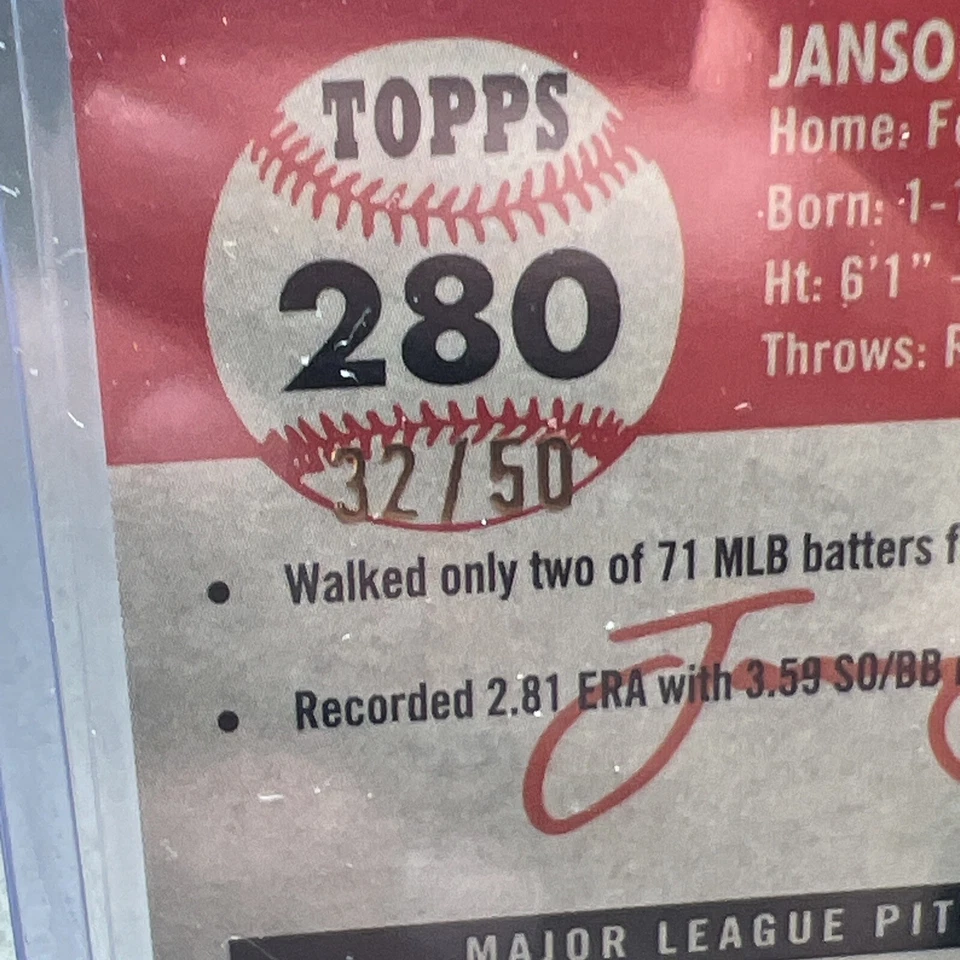 TOPPS
280
32/50
JANSO
Home: F
Born: 1-
Ht: 6'1" -
Throws: R
• Walked only two of 71 MLB batters f
• Recorded 2.81 ERA with 3.59 SO/BB
MAJOR LEAGUE PIT